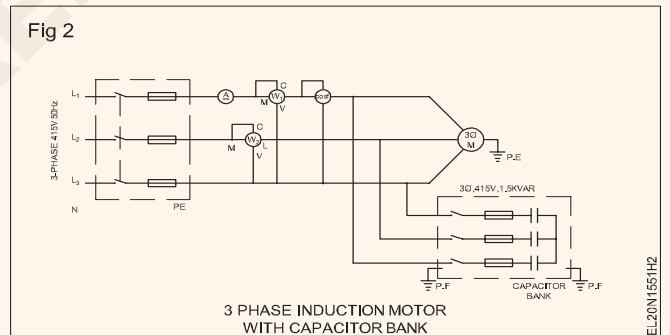 Fig 2
3-PHASE 415V 50Hz
L1
L2
L3
N
PE
A
M
C
W1
V
cosf
M
C
W2
L
V
3Ø
M
P.E
3Ø,415V,1.5KVAR
P.F
CAPACITOR
BANK
P.F
3 PHASE INDUCTION MOTOR
WITH CAPACITOR BANK
EL20N1551H2